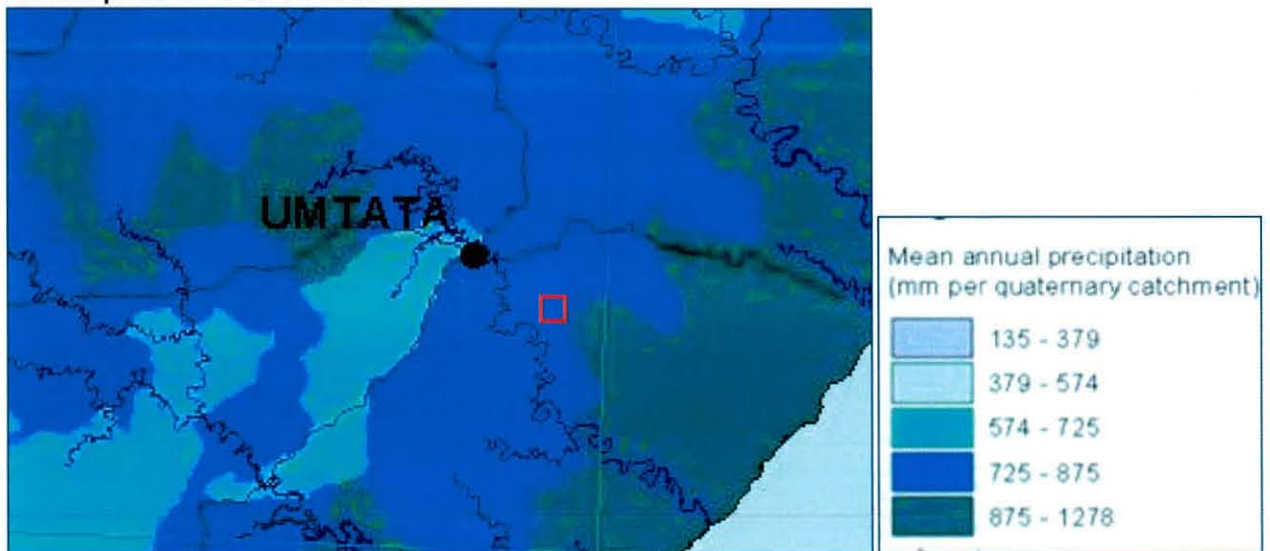 UMTATA
Mean annual precipitation
(mm per quaternary catchment)
135 - 379
379 - 574
574 - 725
725 - 875
875 - 1278